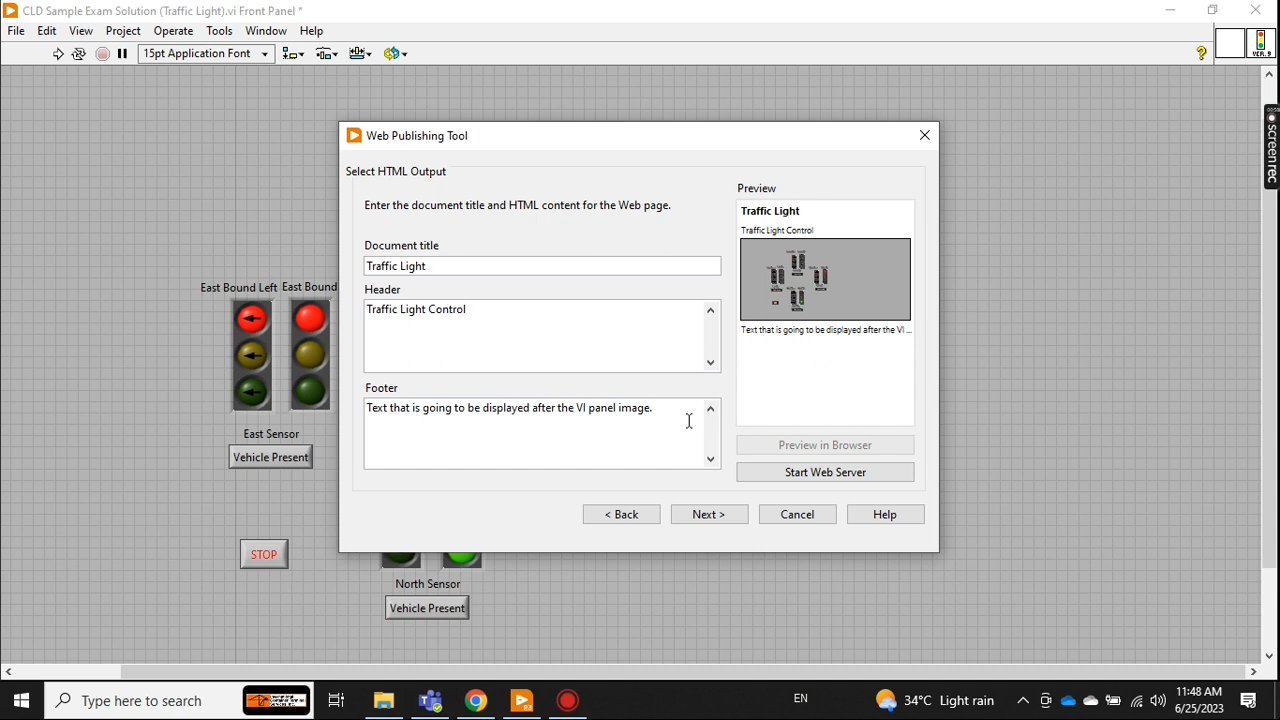 CLD Sample Exam Solution (Traffic Light).vi Front Panel *
File Edit View Project Operate Tools Window Help
15pt Application Font
VER. 9
screenrec
Web Publishing Tool
Select HTML Output
Enter the document title and HTML content for the Web page.
Document title
Traffic Light
Header
Traffic Light Control
Footer
Text that is going to be displayed after the VI panel image.
Preview
Traffic Light
Traffic Light Control
Text that is going to be displayed after the VI ...
Preview in Browser
Start Web Server
< Back Next > Cancel Help
East Bound Left East Bound
East Sensor
Vehicle Present
STOP
North Sensor
Vehicle Present
Type here to search
EN
34°C Light rain
11:48 AM
6/25/2023